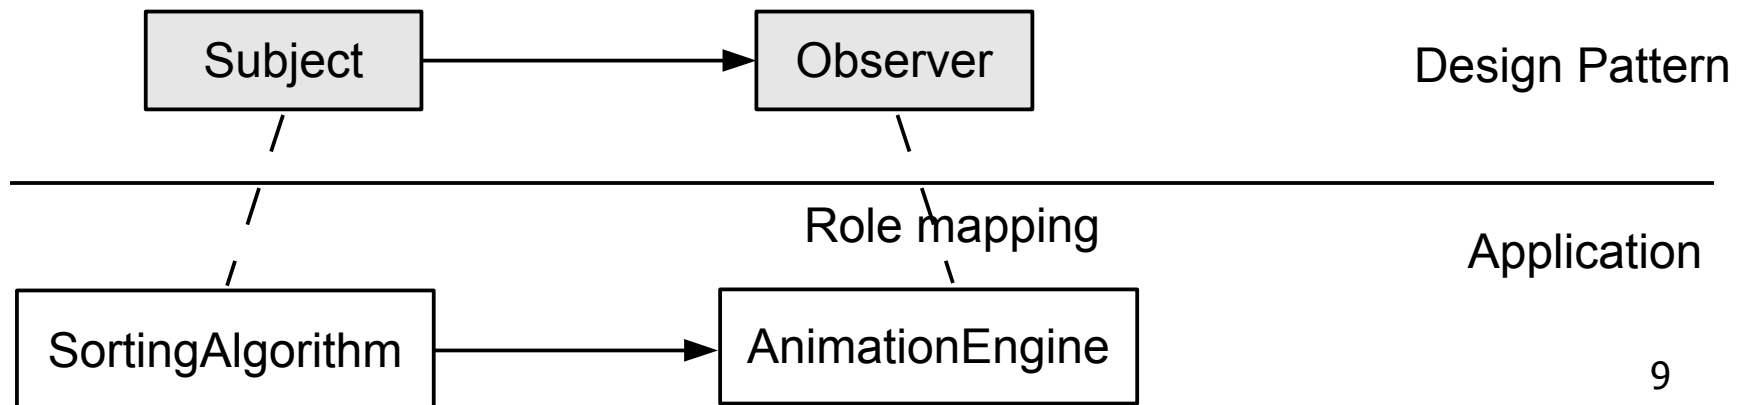 Subject
Observer
Design Pattern
Role mapping
Application
SortingAlgorithm
AnimationEngine
9